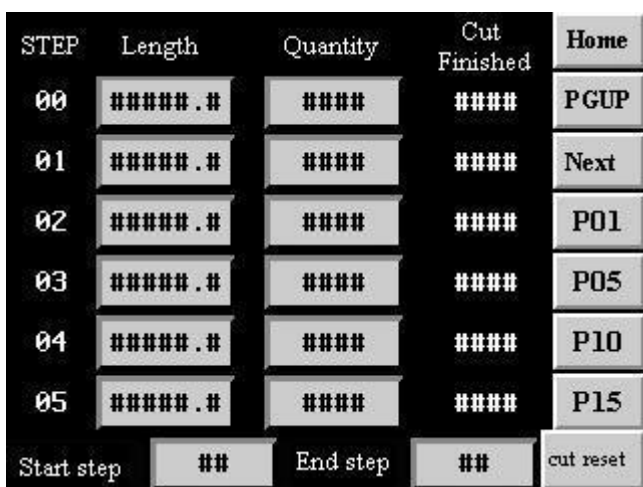 STEP Length Quantity Cut Finished Home
00 #####.# #### #### PGUP
01 #####.# #### #### Next
02 #####.# #### #### P01
03 #####.# #### #### P05
04 #####.# #### #### P10
05 #####.# #### #### P15
Start step ## End step ## cut reset